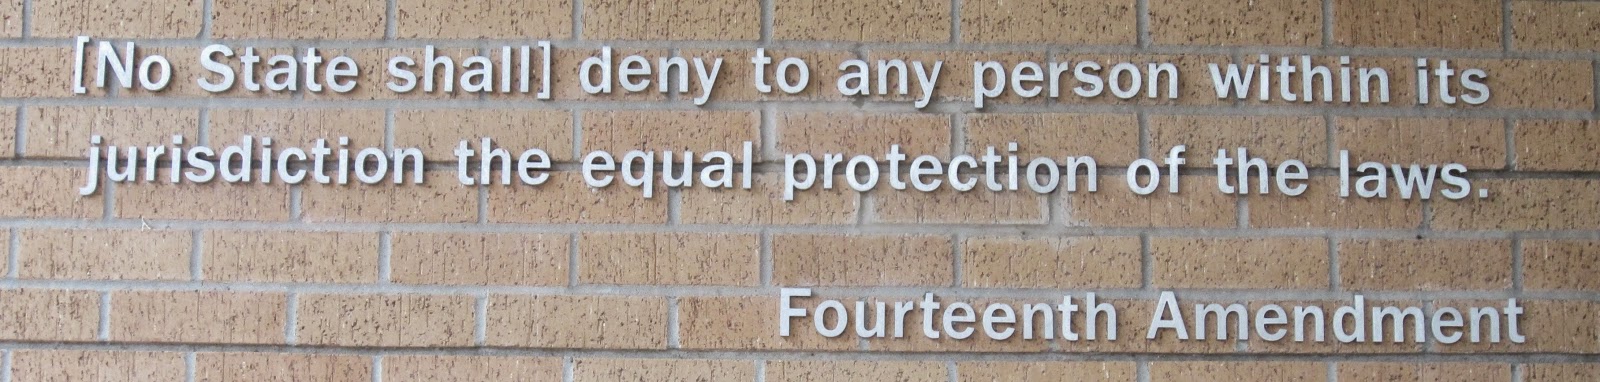 [No State shall] deny to any person within its
jurisdiction the equal protection of the laws.
Fourteenth Amendment